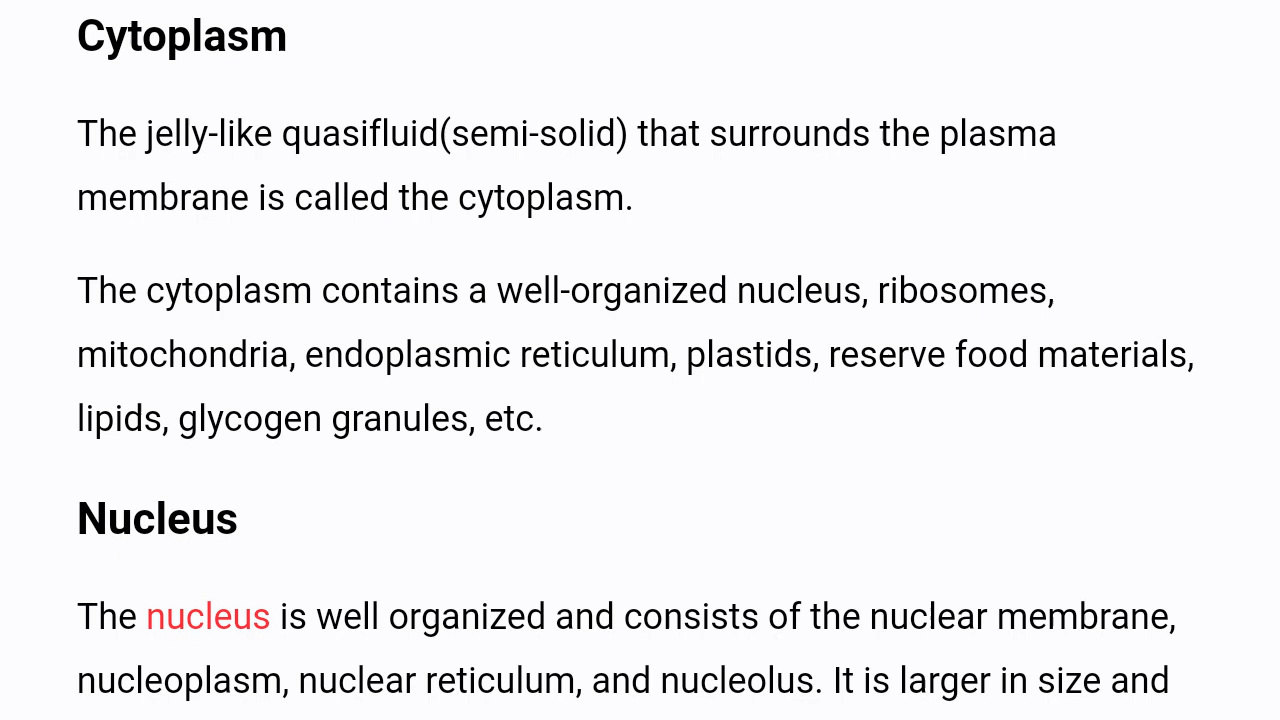 Cytoplasm
The jelly-like quasifluid(semi-solid) that surrounds the plasma
membrane is called the cytoplasm.
The cytoplasm contains a well-organized nucleus, ribosomes,
mitochondria, endoplasmic reticulum, plastids, reserve food materials,
lipids, glycogen granules, etc.
Nucleus
The nucleus is well organized and consists of the nuclear membrane,
nucleoplasm, nuclear reticulum, and nucleolus. It is larger in size and